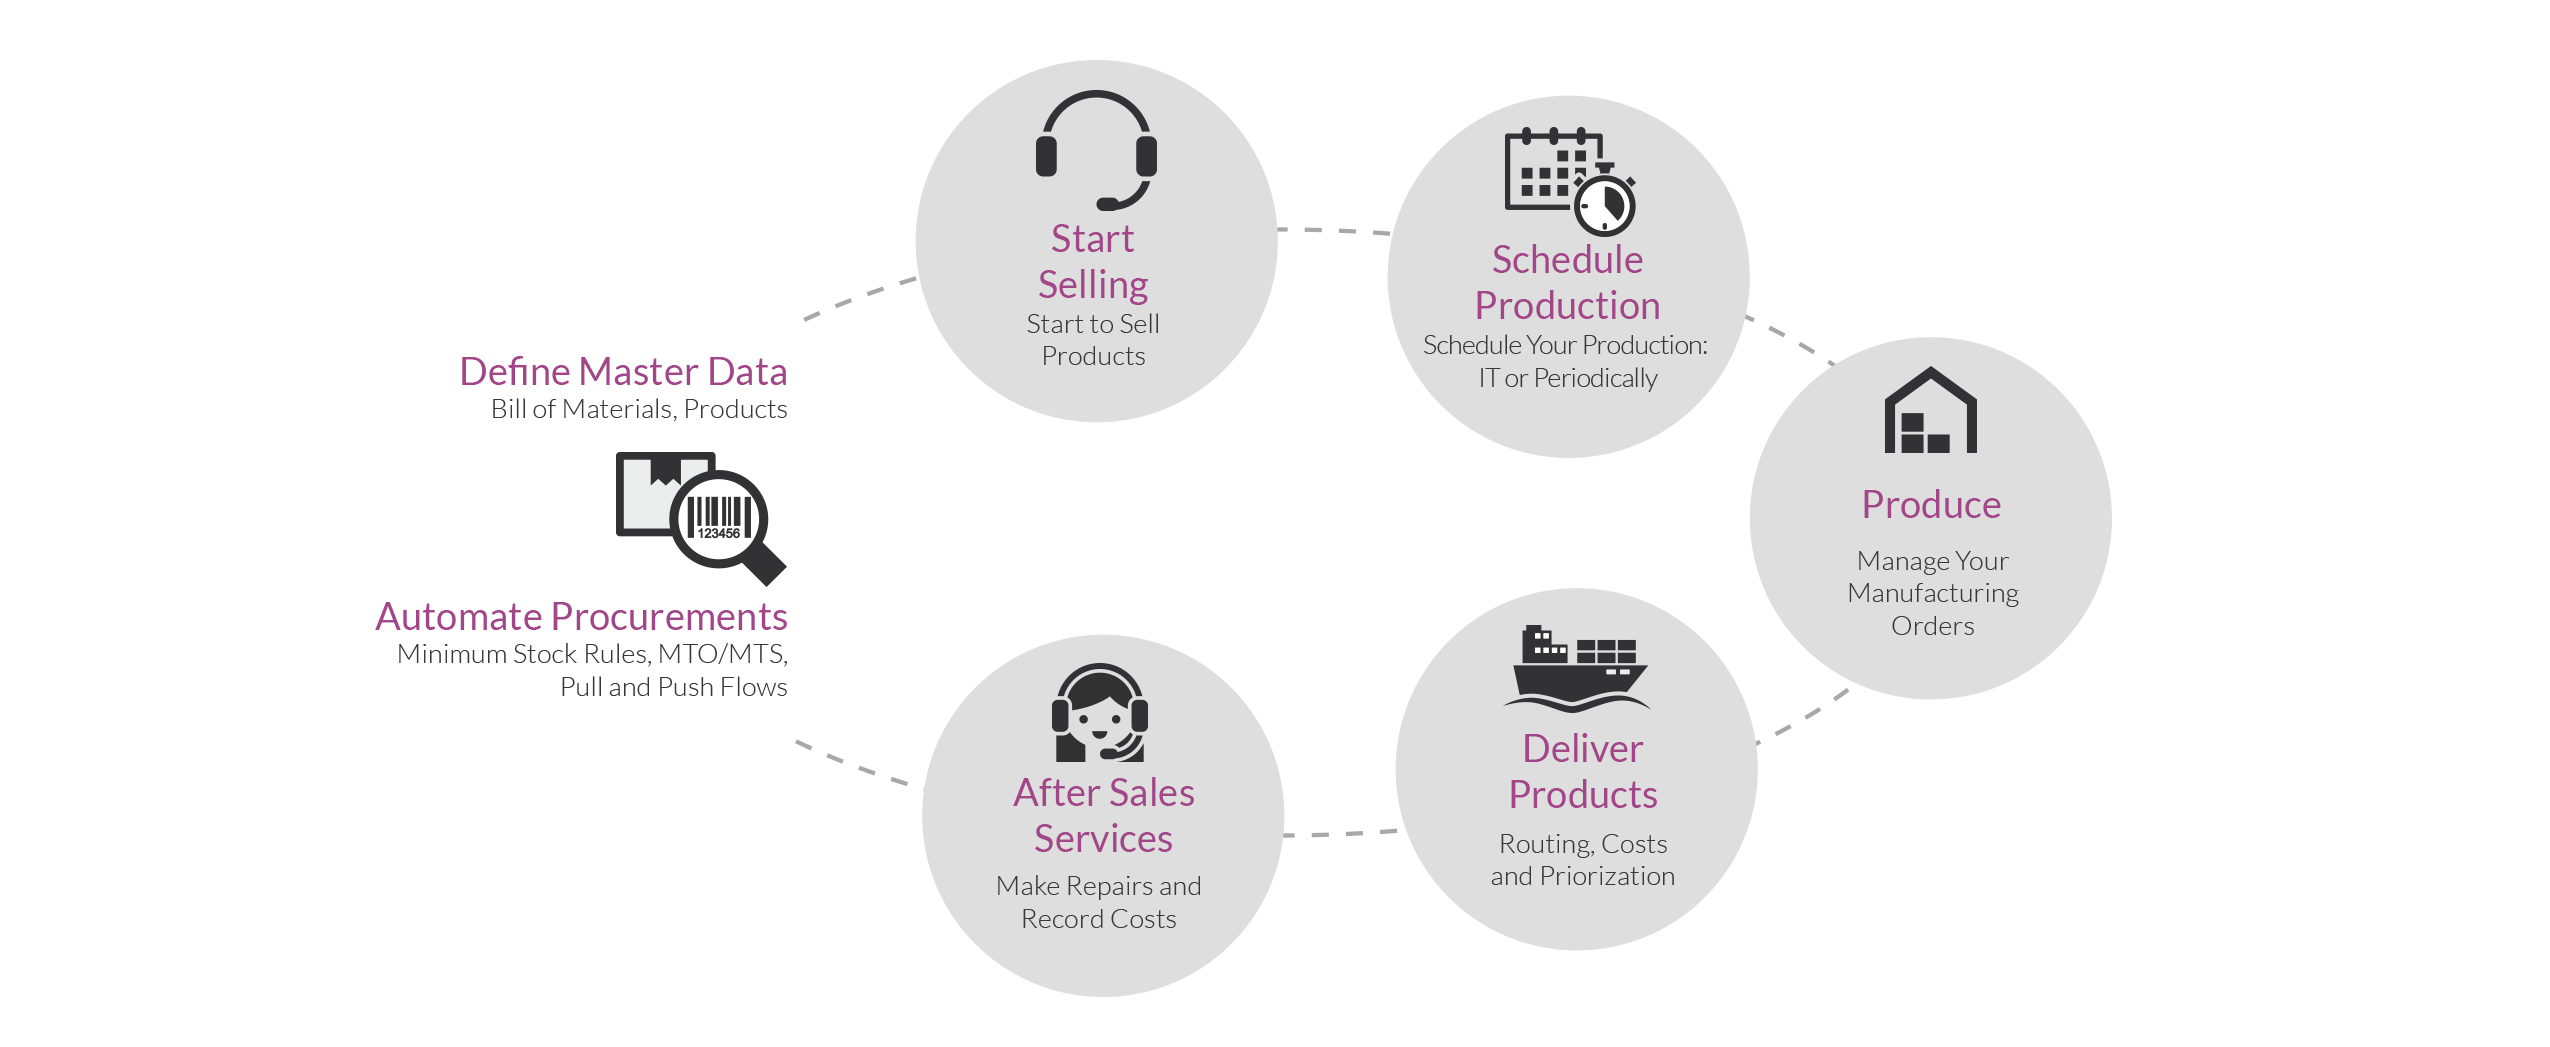 Define Master Data
Bill of Materials, Products
123456
Automate Procurements
Minimum Stock Rules, MTO/MTS,
Pull and Push Flows
Start
Selling
Start to Sell
Products
Schedule
Production
Schedule Your Production:
IT or Periodically
Produce
Manage Your
Manufacturing
Orders
Deliver
Products
Routing, Costs
and Priorization
After Sales
Services
Make Repairs and
Record Costs